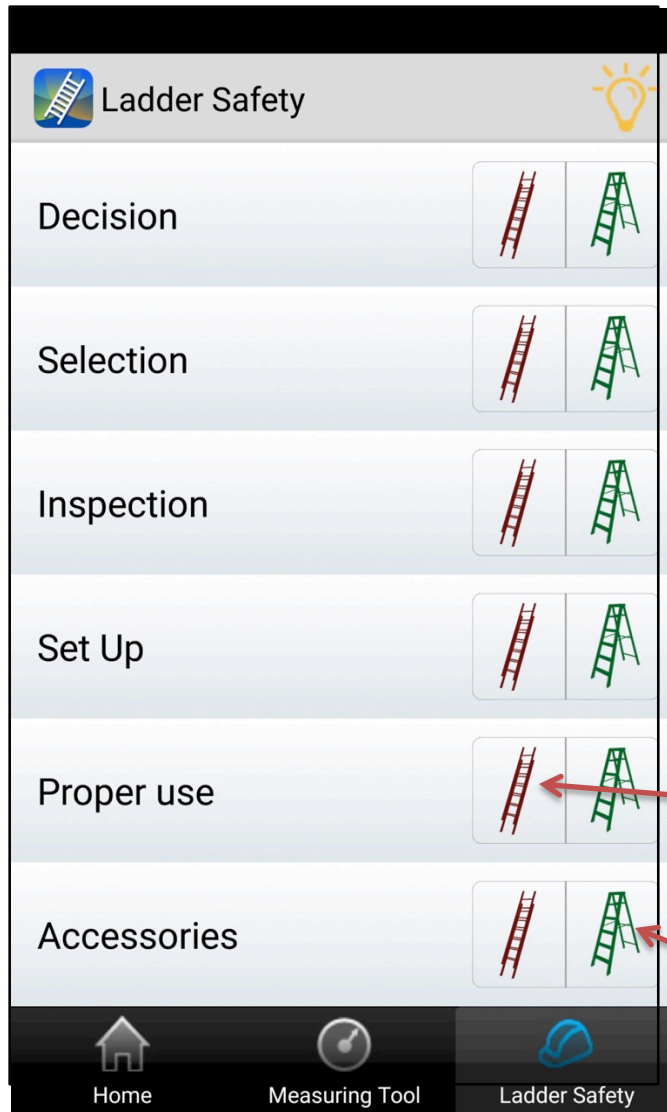 Ladder Safety
Decision
Selection
Inspection
Set Up
Proper use
Accessories
Home Measuring Tool Ladder Safety